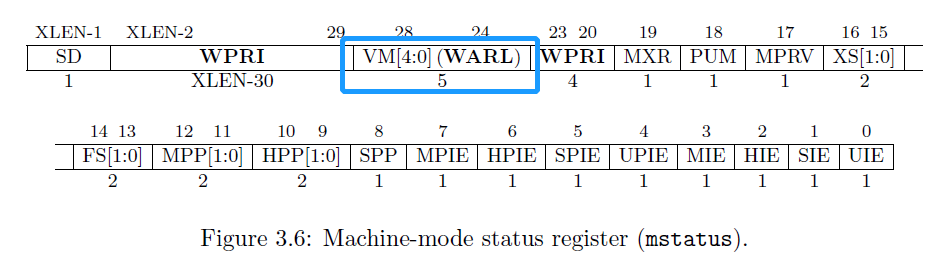 XLEN-1 XLEN-2 29 28 24 23 20 19 18 17 16 15
SD WPRI VM[4:0] (WARL) WPRI MXR PUM MPRV XS[1:0]
1 XLEN-30 5 4 1 1 1 2
14 13 12 11 10 9 8 7 6 5 4 3 2 1 0
FS[1:0] MPP[1:0] HPP[1:0] SPP MPIE HPIE SPIE UPIE MIE HIE SIE UIE
2 2 2 1 1 1 1 1 1 1 1 1
Figure 3.6: Machine-mode status register (mstatus).